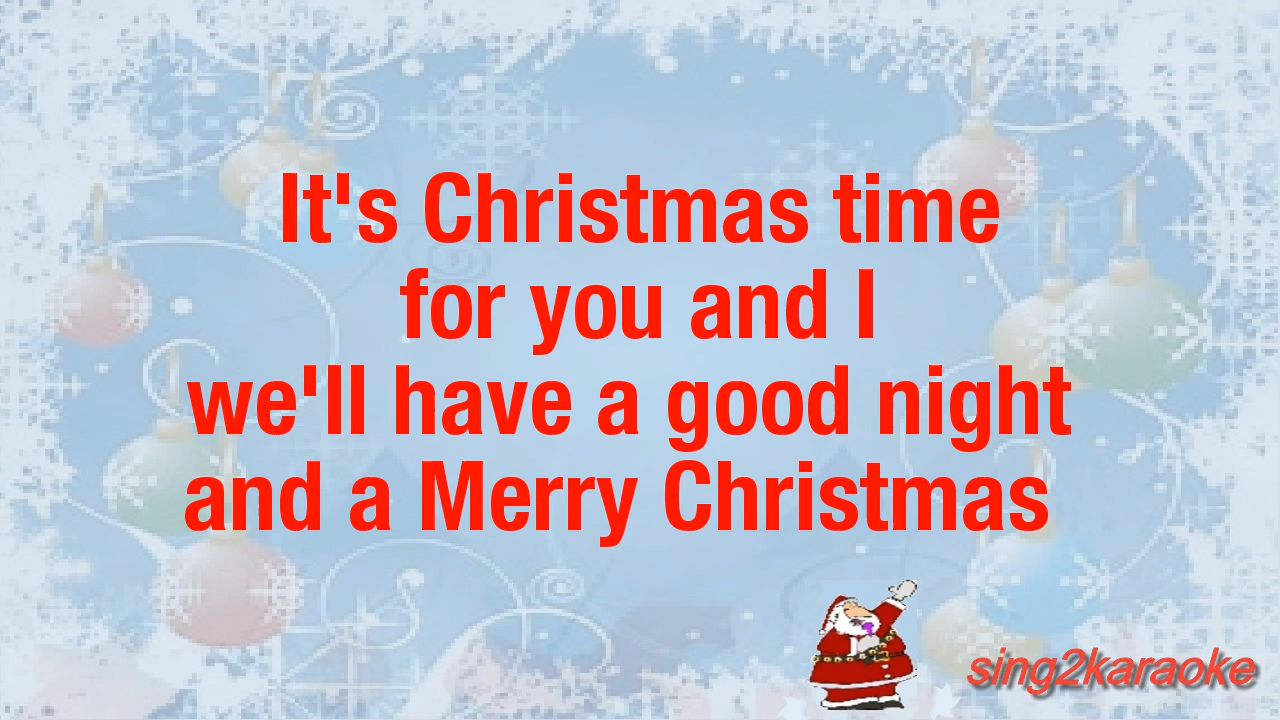 It's Christmas time
for you and I
we'll have a good night
and a Merry Christmas
sing2karaoke